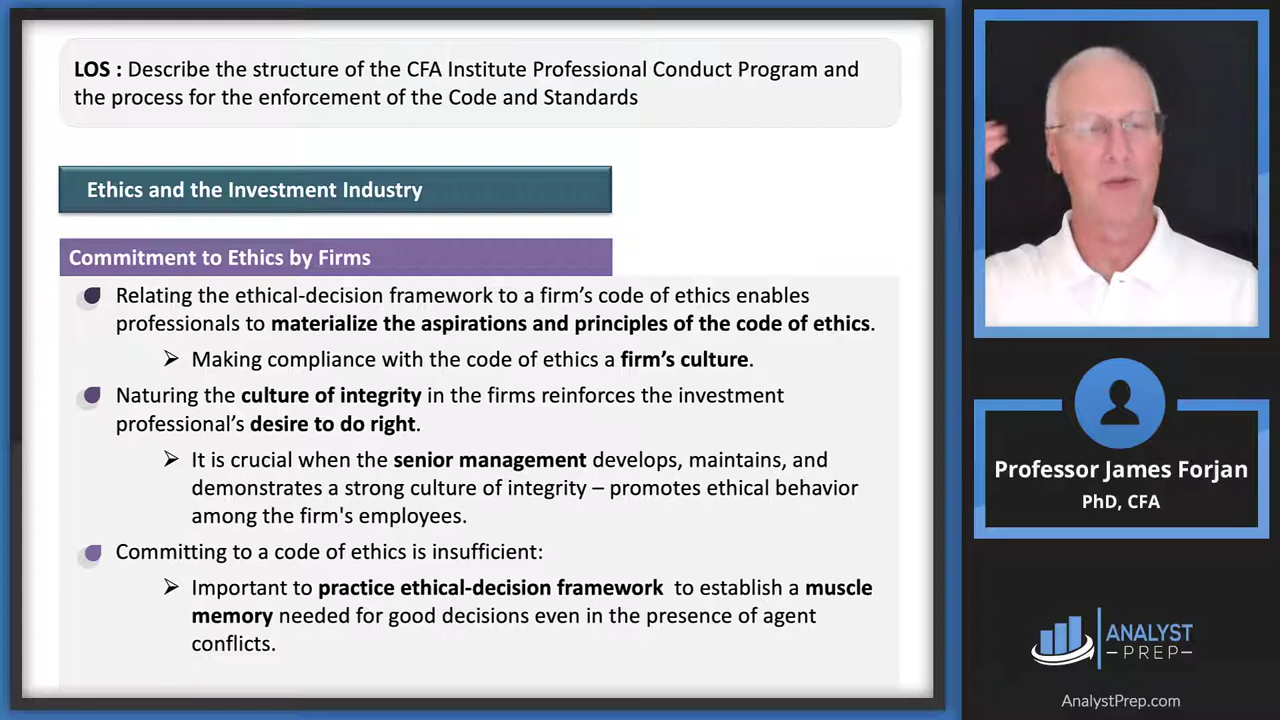 LOS : Describe the structure of the CFA Institute Professional Conduct Program and
the process for the enforcement of the Code and Standards
Ethics and the Investment Industry
Commitment to Ethics by Firms
Relating the ethical-decision framework to a firm's code of ethics enables
professionals to materialize the aspirations and principles of the code of ethics.
Making compliance with the code of ethics a firm's culture.
Naturing the culture of integrity in the firms reinforces the investment
professional's desire to do right.
It is crucial when the senior management develops, maintains, and
demonstrates a strong culture of integrity – promotes ethical behavior
among the firm's employees.
Committing to a code of ethics is insufficient:
Important to practice ethical-decision framework to establish a muscle
memory needed for good decisions even in the presence of agent
conflicts.
Professor James Forjan
PhD, CFA
ANALYST
PREP
AnalystPrep.com